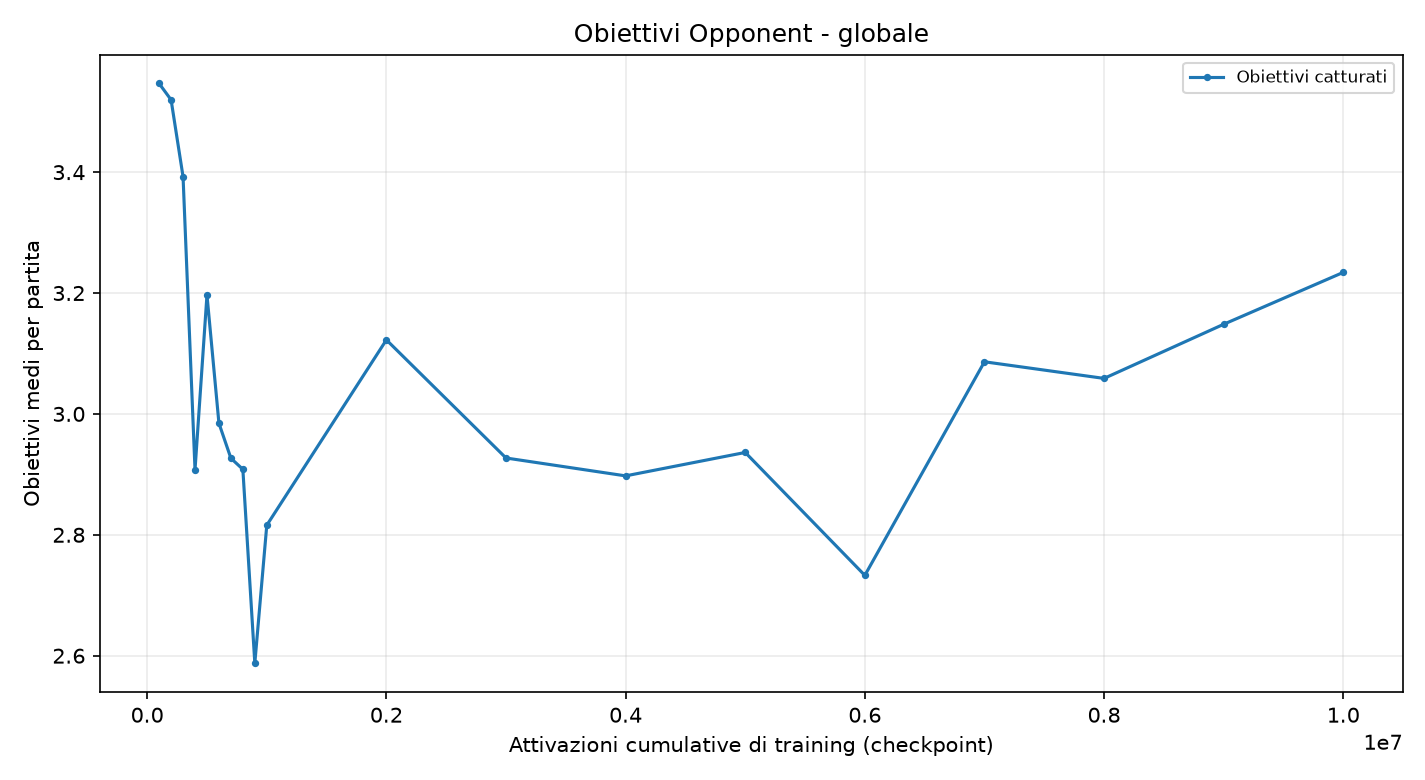 Obiettivi Opponent - globale
Obiettivi catturati
Obiettivi medi per partita
3.4
3.2
3.0
2.8
2.6
0.0 0.2 0.4 0.6 0.8 1.0
1e7
Attivazioni cumulative di training (checkpoint)